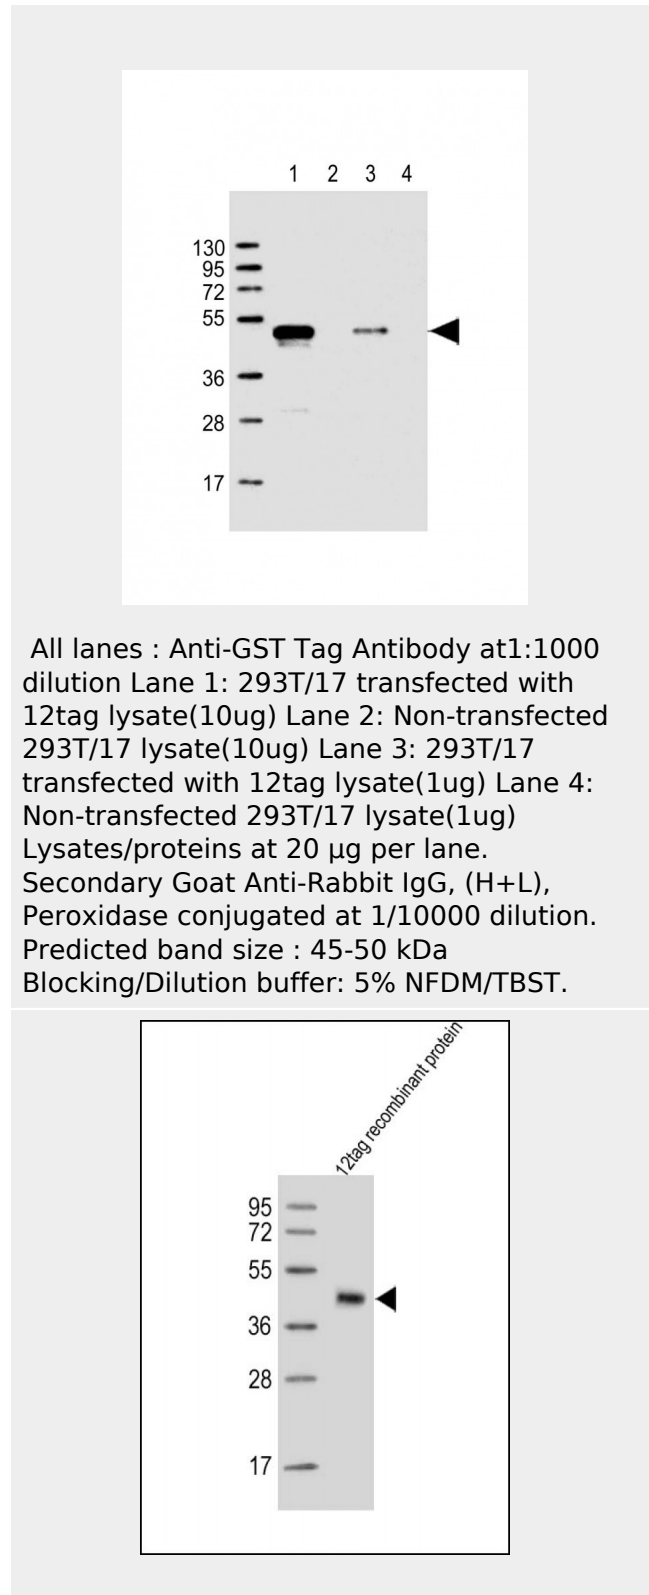 1 2 3 4
130
95
72
55
36
28
17
All lanes : Anti-GST Tag Antibody at1:1000
dilution Lane 1: 293T/17 transfected with
12tag lysate(10ug) Lane 2: Non-transfected
293T/17 lysate(10ug) Lane 3: 293T/17
transfected with 12tag lysate(1ug) Lane 4:
Non-transfected 293T/17 lysate(1ug)
Lysates/proteins at 20 µg per lane.
Secondary Goat Anti-Rabbit IgG, (H+L),
Peroxidase conjugated at 1/10000 dilution.
Predicted band size : 45-50 kDa
Blocking/Dilution buffer: 5% NFDM/TBST.
12tag recombinant protein
95
72
55
36
28
17